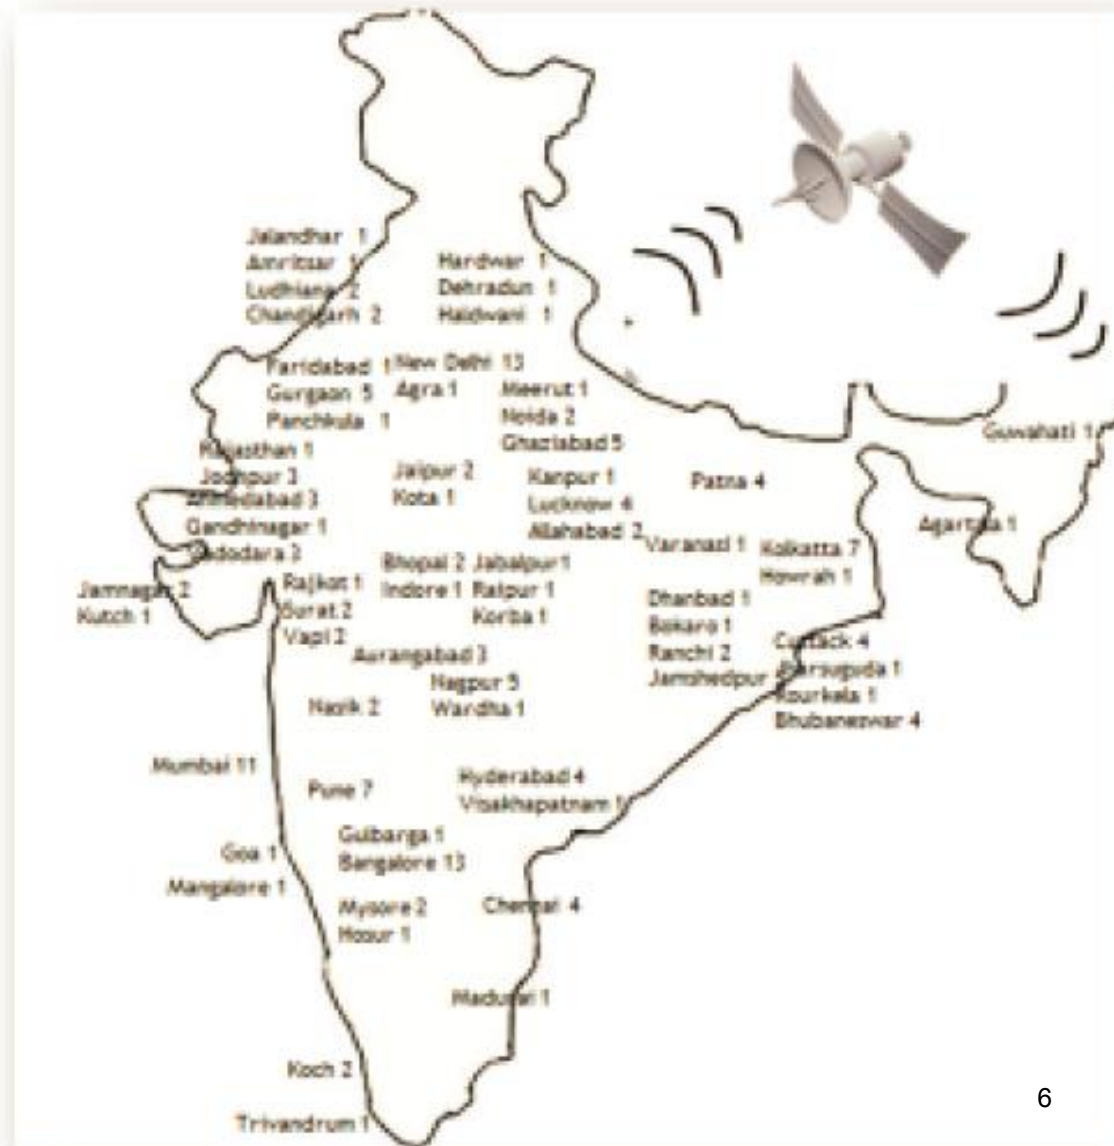 Jalandhar 1
Amritsar 1
Ludhiana 2
Chandigarh 2
Hardwar 1
Dehradun 1
Haldwani 1
Faridabad 1
Gurgaon 5
Panchkula 1
New Delhi 13
Agra 1
Meerut 1
Noida 2
Ghaziabad 5
Guwahati 1
Rajasthan 1
Jodhpur 3
Ahmedabad 3
Gandhinagar 1
Vadodara 3
Jaipur 2
Kota 1
Kanpur 1
Lucknow 4
Allahabad 2
Patna 4
Agartala 1
Varanasi 1
Kolkatta 7
Howrah 1
Jamnagar 2
Kutch 1
Rajkot 1
Surat 2
Vapi 2
Bhopal 2
Indore 1
Jabalpur 1
Raipur 1
Korba 1
Dhanbad 1
Bokaro 1
Ranchi 2
Jamshedpur
Cuttack 4
Jharsuguda 1
Rourkela 1
Bhubaneswar 4
Aurangabad 3
Nagpur 5
Wardha 1
Nasik 2
Mumbai 11
Pune 7
Hyderabad 4
Visakhapatnam 1
Gulbarga 1
Bangalore 13
Goa 1
Mangalore 1
Mysore 2
Hosur 1
Chennai 4
Madurai 1
Koch 2
Trivandrum 1
6